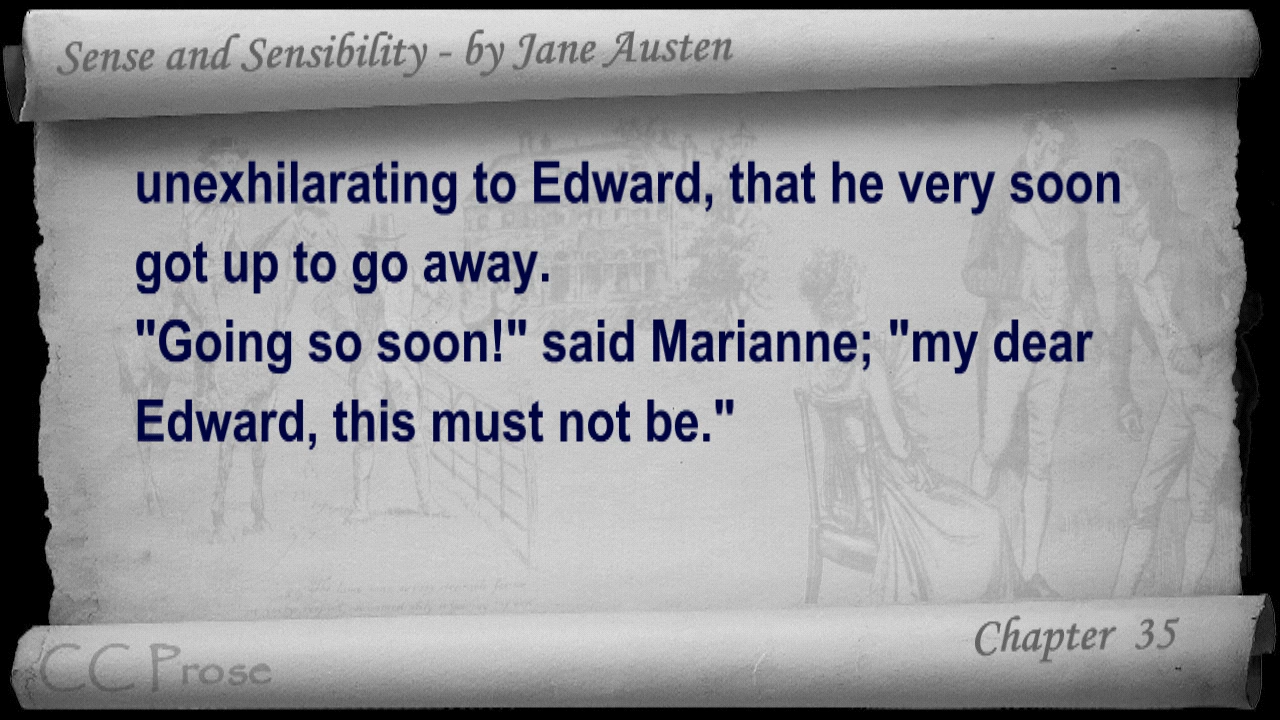 Sense and Sensibility - by Jane Austen
unexhilarating to Edward, that he very soon
got up to go away.
"Going so soon!" said Marianne; "my dear
Edward, this must not be."
Chapter 35
CC Prose